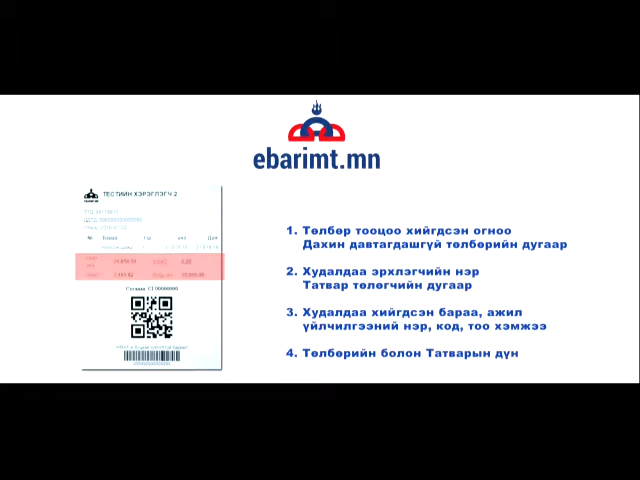 ebarimt.mn
ТЕСТИЙН ХЭРЭГЛЭГЧ 2
1. Төлбөр тооцоо хийгдсэн огноо
Дахин давтагдашгүй төлбөрийн дугаар
2. Худалдаа эрхлэгчийн нэр
Татвар төлөгчийн дугаар
3. Худалдаа хийгдсэн бараа, ажил
үйлчилгээний нэр, код, тоо хэмжээ
4. Төлбөрийн болон Татварын дүн